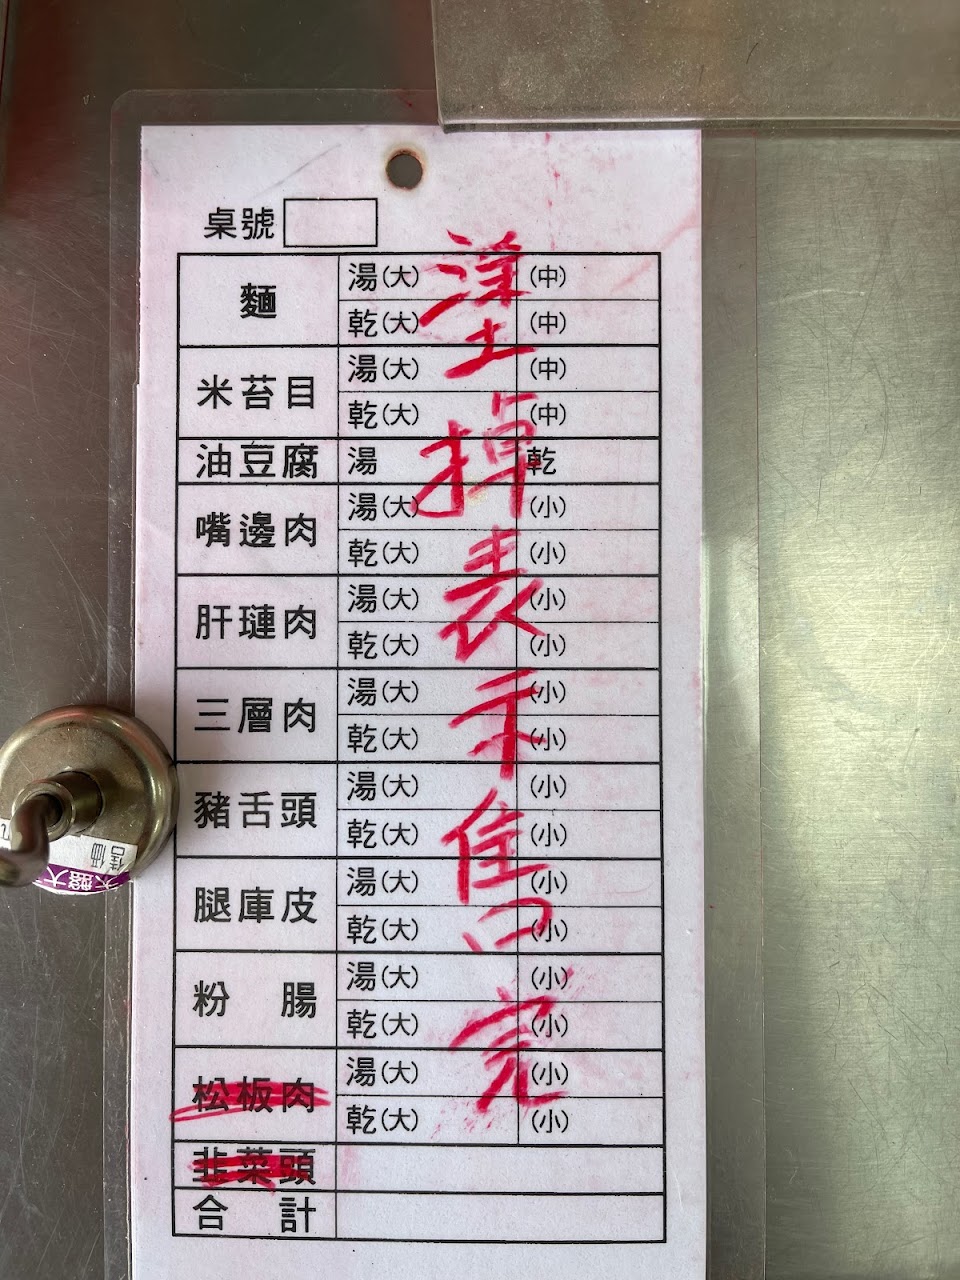 桌號
麵 湯(大) (中)
乾(大) (中)
米苔目 湯(大) (中)
乾(大) (中)
油豆腐 湯 乾
嘴邊肉 湯(大) (小)
乾(大) (小)
肝璉肉 湯(大) (小)
乾(大) (小)
三層肉 湯(大) (小)
乾(大) (小)
豬舌頭 湯(大) (小)
乾(大) (小)
腿庫皮 湯(大) (小)
乾(大) (小)
粉腸 湯(大) (小)
乾(大) (小)
松板肉 湯(大) (小)
乾(大) (小)
韭菜頭
合計
塗掉表示售完